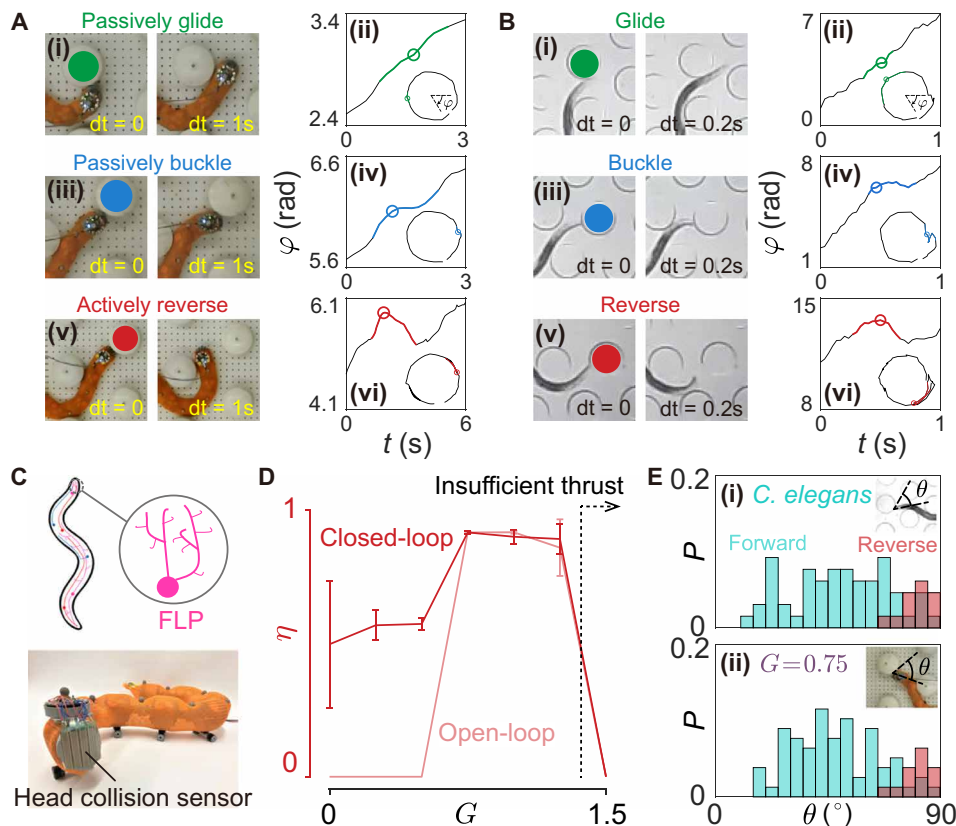 A
Passively glide
(i)
dt = 0
dt = 1s
(ii)
3.4
2.4
0
3
φ
Passively buckle
(iii)
dt = 0
dt = 1s
(iv)
6.6
5.6
0
3
φ (rad)
Actively reverse
(v)
dt = 0
dt = 1s
(vi)
6.1
4.1
0
6
t (s)
B
Glide
(i)
dt = 0
dt = 0.2s
(ii)
7
0
0
1
φ
Buckle
(iii)
dt = 0
dt = 0.2s
(iv)
8
1
0
1
φ (rad)
Reverse
(v)
dt = 0
dt = 0.2s
(vi)
15
8
0
1
t (s)
C
FLP
Head collision sensor
D
Insufficient thrust
1
Closed-loop
η
Open-loop
0
0
G
1.5
E
0.2
(i)
C. elegans
θ
P
Forward
Reverse
0
0.2
(ii)
G=0.75
θ
P
0
0
θ (°)
90